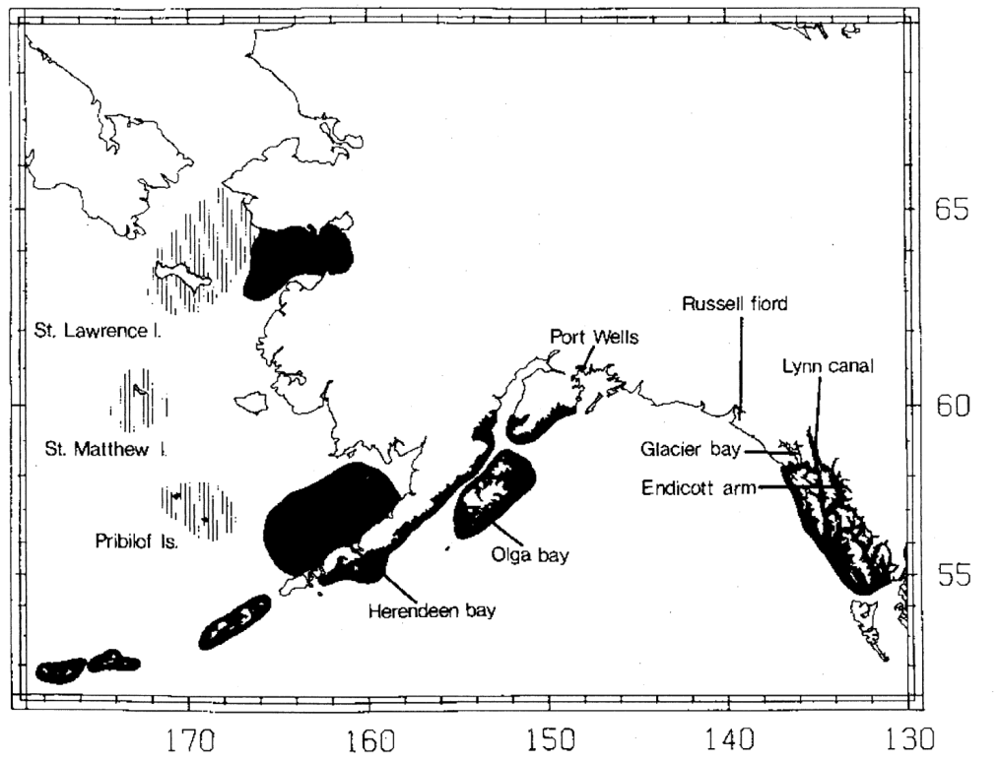 65
Russell fiord
St. Lawrence I.
Port Wells
Lynn canal
60
St. Matthew I.
Glacier bay
Endicott arm
Pribilof Is.
Olga bay
55
Herendeen bay
170
160
150
140
130